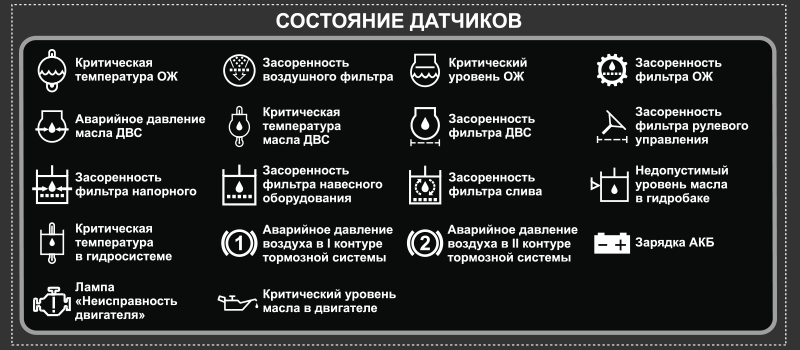 СОСТОЯНИЕ ДАТЧИКОВ
Критическая
температура ОЖ
Засоренность
воздушного фильтра
Критический
уровень ОЖ
Засоренность
фильтра ОЖ
Аварийное давление
масла ДВС
Критическая
температура
масла ДВС
Засоренность
фильтра ДВС
Засоренность
фильтра рулевого
управления
Засоренность
фильтра напорного
Засоренность
фильтра навесного
оборудования
Засоренность
фильтра слива
Недопустимый
уровень масла
в гидробаке
Критическая
температура
в гидросистеме
1
Аварийное давление
воздуха в I контуре
тормозной системы
2
Аварийное давление
воздуха в II контуре
тормозной системы
Зарядка АКБ
Лампа
«Неисправность
двигателя»
Критический уровень
масла в двигателе